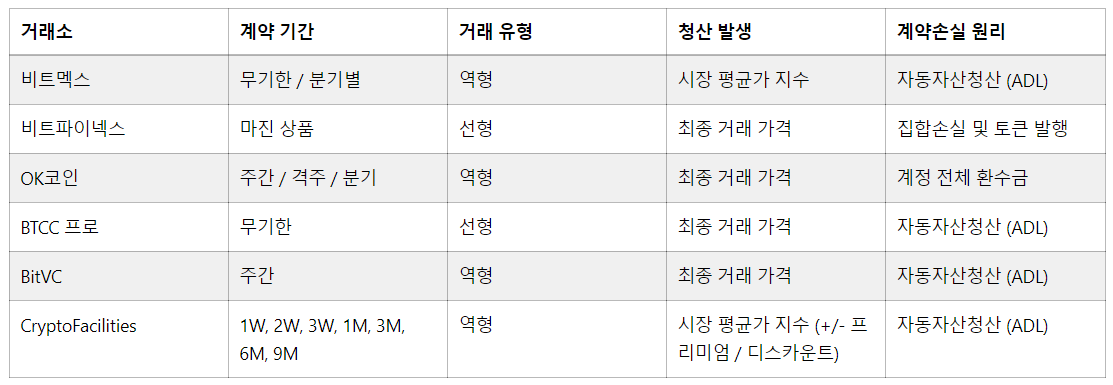 거래소 계약 기간 거래 유형 청산 발생 계약손실 원리
비트멕스 무기한 / 분기별 역형 시장 평균가 지수 자동자산청산 (ADL)
비트파이넥스 마진 상품 선형 최종 거래 가격 집합손실 및 토큰 발행
OK코인 주간 / 격주 / 분기 역형 최종 거래 가격 계정 전체 환수금
BTCC 프로 무기한 선형 최종 거래 가격 자동자산청산 (ADL)
BitVC 주간 역형 최종 거래 가격 자동자산청산 (ADL)
CryptoFacilities 1W, 2W, 3W, 1M, 3M, 역형 시장 평균가 지수 (+/- 프 자동자산청산 (ADL)
6M, 9M 리미엄 / 디스카운트)